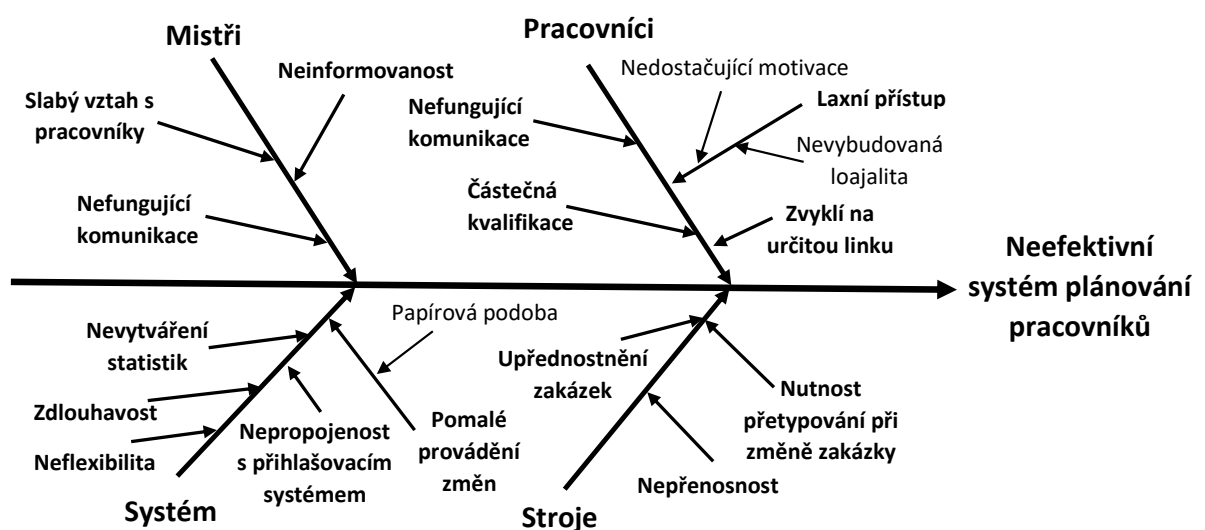 Mistři
Neinformovanost
Slabý vztah s
pracovníky
Nefungující
komunikace
Pracovníci
Nedostačující motivace
Laxní přístup
Nefungující
komunikace
Nevybudovaná
loajalita
Částečná
kvalifikace
Zvyklí na
určitou linku
Neefektivní
systém plánování
pracovníků
Nevytváření
statistik
Papírová podoba
Zdlouhavost
Neflexibilita
Nepropojenost
s přihlašovacím
systémem
Pomalé
provádění
změn
Systém
Upřednostnění
zakázek
Nutnost
přetypování při
změně zakázky
Nepřenosnost
Stroje